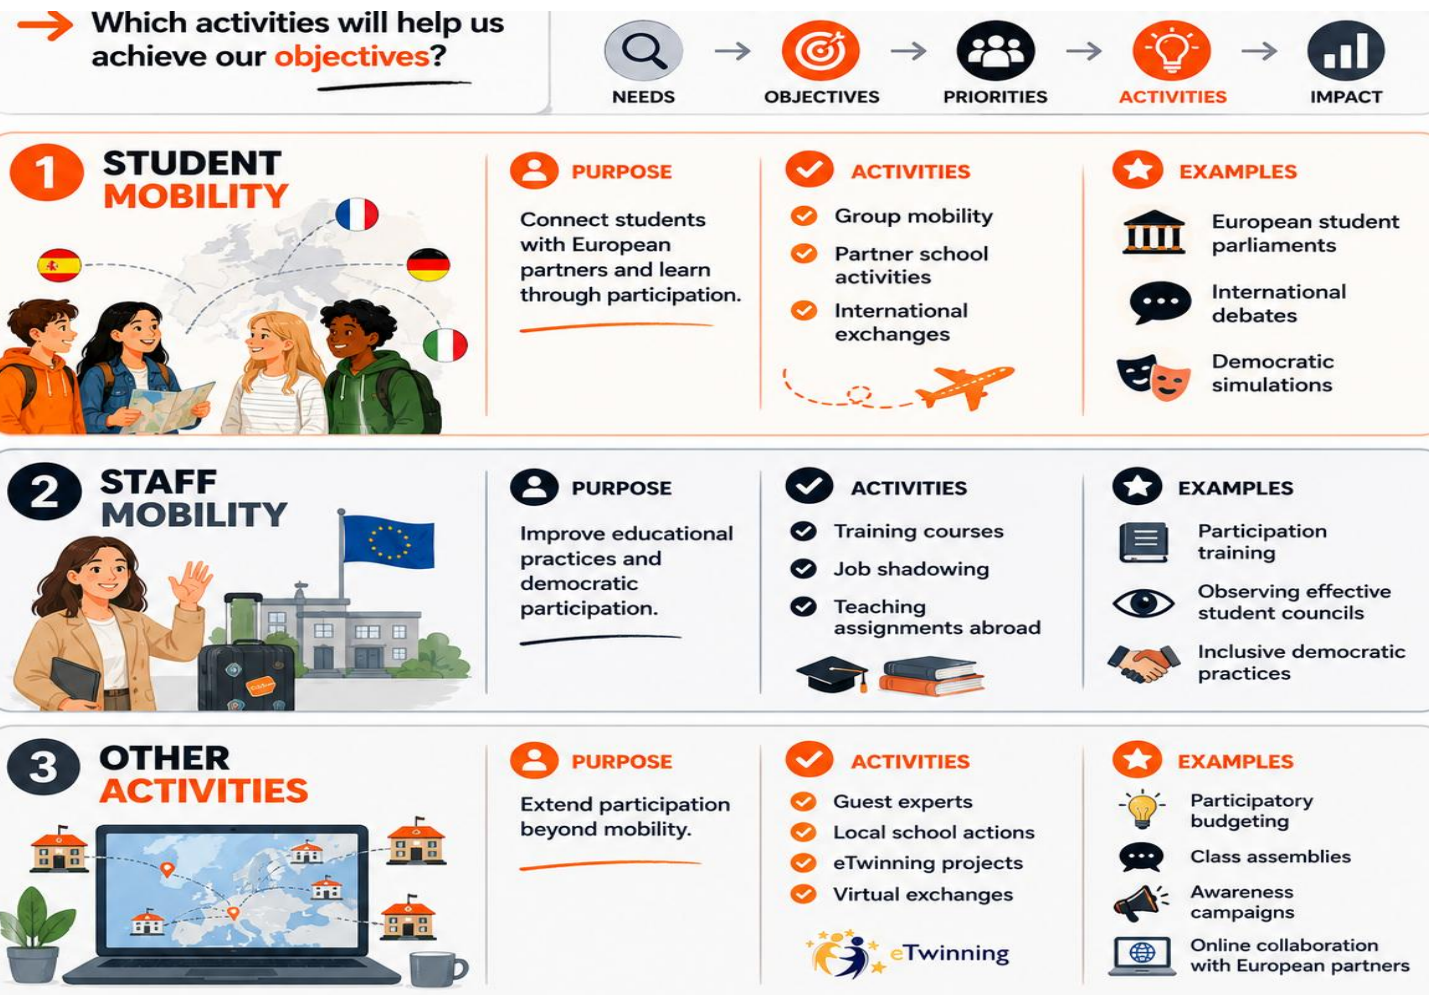 Which activities will help us
achieve our objectives?
NEEDS
OBJECTIVES
PRIORITIES
ACTIVITIES
IMPACT
1
STUDENT
MOBILITY
PURPOSE
Connect students
with European
partners and learn
through participation.
ACTIVITIES
Group mobility
Partner school
activities
International
exchanges
EXAMPLES
European student
parliaments
International
debates
Democratic
simulations
2
STAFF
MOBILITY
PURPOSE
Improve educational
practices and
democratic
participation.
ACTIVITIES
Training courses
Job shadowing
Teaching
assignments abroad
EXAMPLES
Participation
training
Observing effective
student councils
Inclusive democratic
practices
3
OTHER
ACTIVITIES
PURPOSE
Extend participation
beyond mobility.
ACTIVITIES
Guest experts
Local school actions
eTwinning projects
Virtual exchanges
eTwinning
EXAMPLES
Participatory
budgeting
Class assemblies
Awareness
campaigns
Online collaboration
with European partners